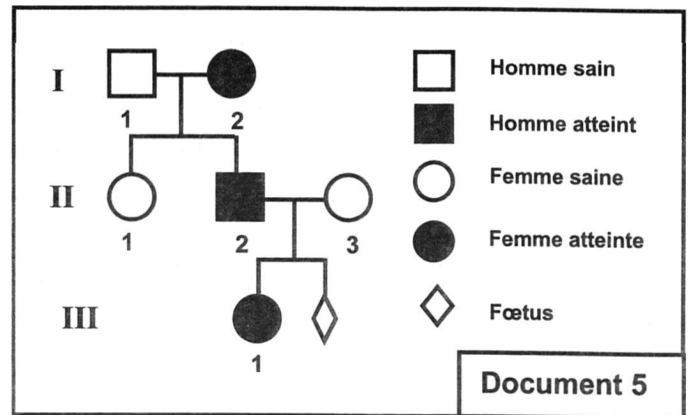 I
1
2
Homme sain
Homme atteint
II
1
2
3
Femme saine
Femme atteinte
III
1
Fœtus
Document 5